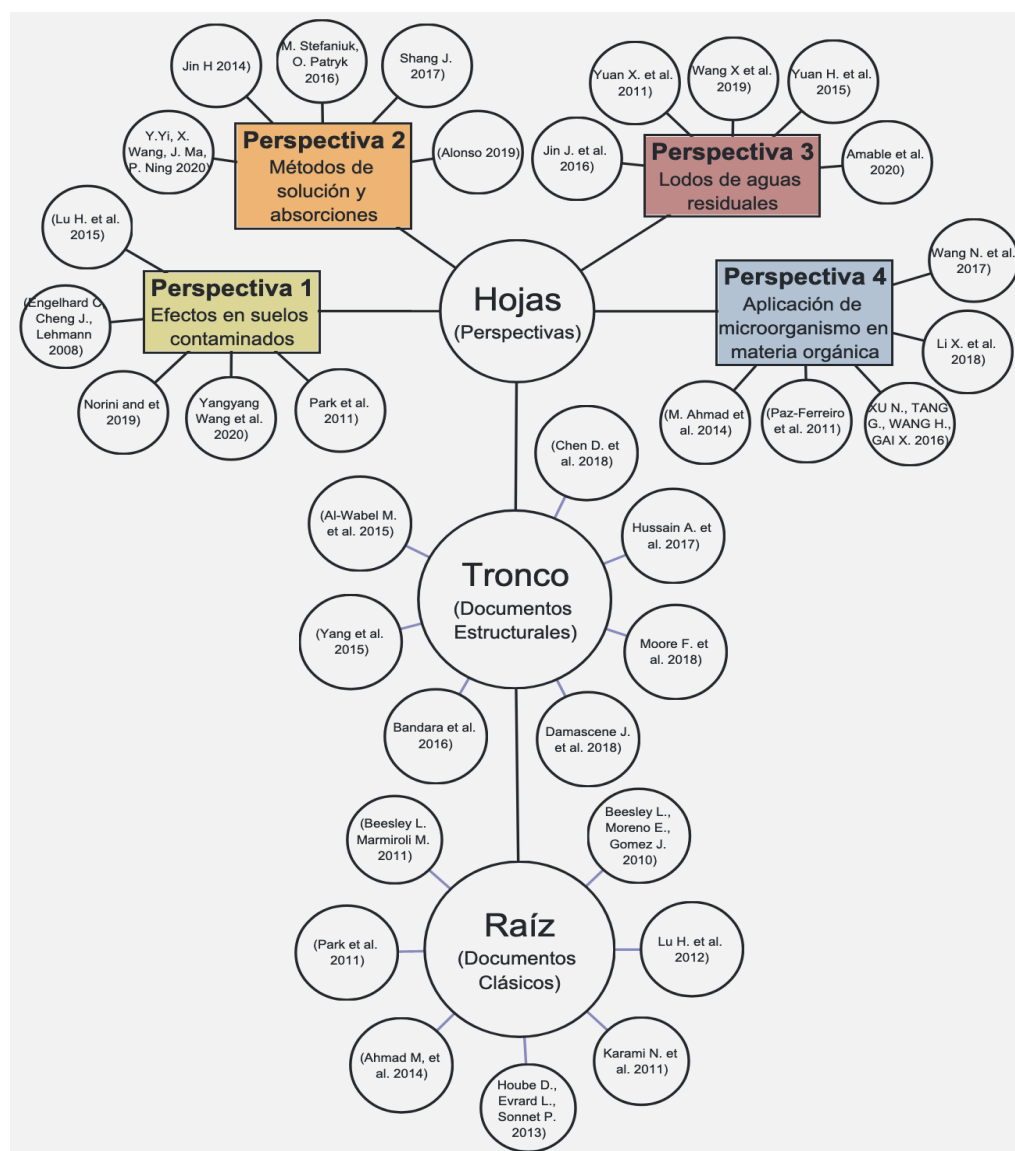 Jin H 2014)
M. Stefaniuk,
O. Patryk
2016)
Shang J.
2017)
Y.Yi, X.
Wang, J. Ma,
P. Ning 2020)
Perspectiva 2
Métodos de
solución y
absorciones
(Alonso 2019)
Yuan X. et al.
2011)
Wang X et al.
2019)
Yuan H. et al.
2015)
Jin J. et al.
2016)
Perspectiva 3
Lodos de aguas
residuales
Amable et al.
2020)
(Lu H. et al.
2015)
(Engelhard C,
Cheng J.,
Lehmann
2008)
Perspectiva 1
Efectos en suelos
contaminados
Norini and et
2019)
Yangyang
Wang et al.
2020)
Park et al.
2011)
Hojas
(Perspectivas)
Perspectiva 4
Aplicación de
microorganismo en
materia orgánica
Wang N. et al.
2017)
Li X. et al.
2018)
(M. Ahmad et
al. 2014)
(Paz-Ferreiro
et al. 2011)
XU N., TANG
G., WANG H.,
GAI X. 2016)
(Chen D. et
al. 2018)
(Al-Wabel M.
et al. 2015)
Hussain A. et
al. 2017)
Tronco
(Documentos
Estructurales)
(Yang et al.
2015)
Moore F. et
al. 2018)
Bandara et al.
2016)
Damascene J.
et al. 2018)
(Beesley L.
Marmiroli M.
2011)
Beesley L.,
Moreno E.,
Gomez J.
2010)
Raíz
(Documentos
Clásicos)
(Park et al.
2011)
Lu H. et al.
2012)
(Ahmad M, et
al. 2014)
Hoube D.,
Evrard L.,
Sonnet P.
2013)
Karami N. et
al. 2011)